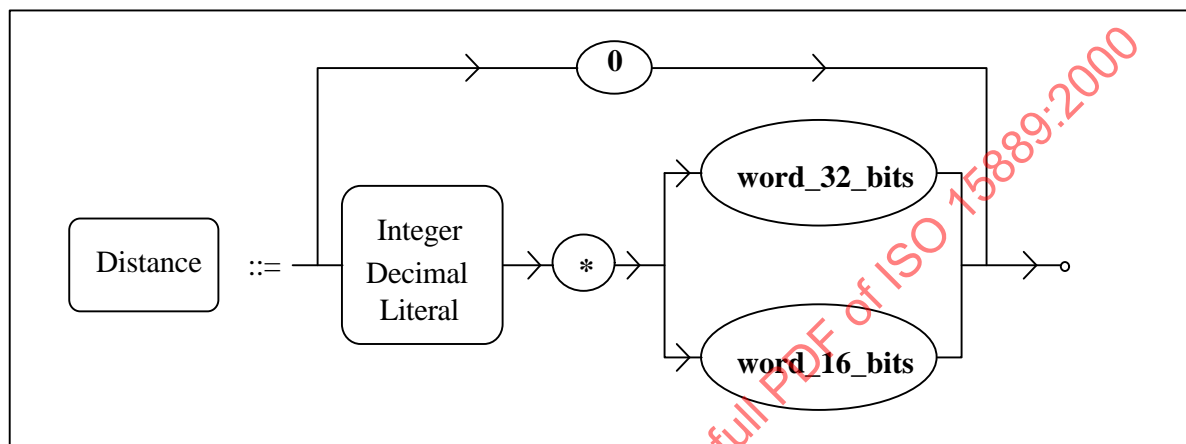 0
word_32_bits
Distance ::=
Integer
Decimal
Literal
*
word_16_bits
full PDF of ISO 15889:2000